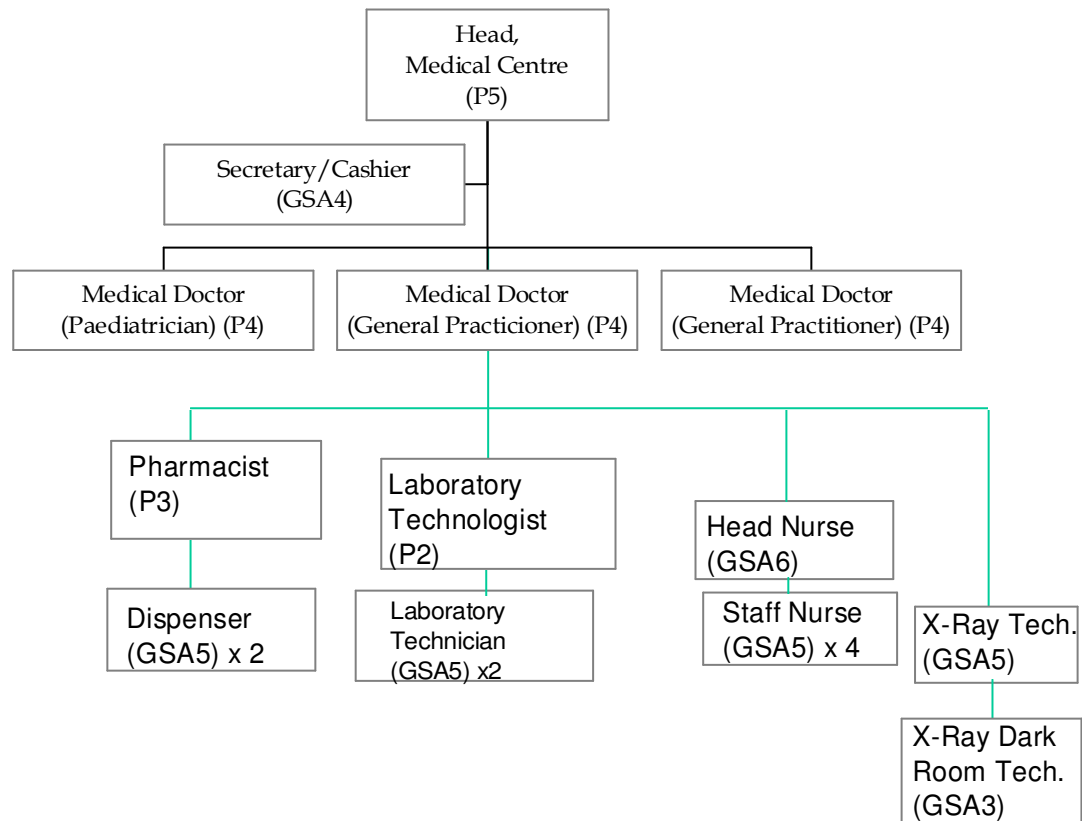 Head,
Medical Centre
(P5)
Secretary/Cashier
(GSA4)
Medical Doctor
(Paediatrician) (P4)
Medical Doctor
(General Practicioner) (P4)
Medical Doctor
(General Practitioner) (P4)
Pharmacist
(P3)
Laboratory
Technologist
(P2)
Head Nurse
(GSA6)
Dispenser
(GSA5) x 2
Laboratory
Technician
(GSA5) x2
Staff Nurse
(GSA5) x 4
X-Ray Tech.
(GSA5)
X-Ray Dark
Room Tech.
(GSA3)